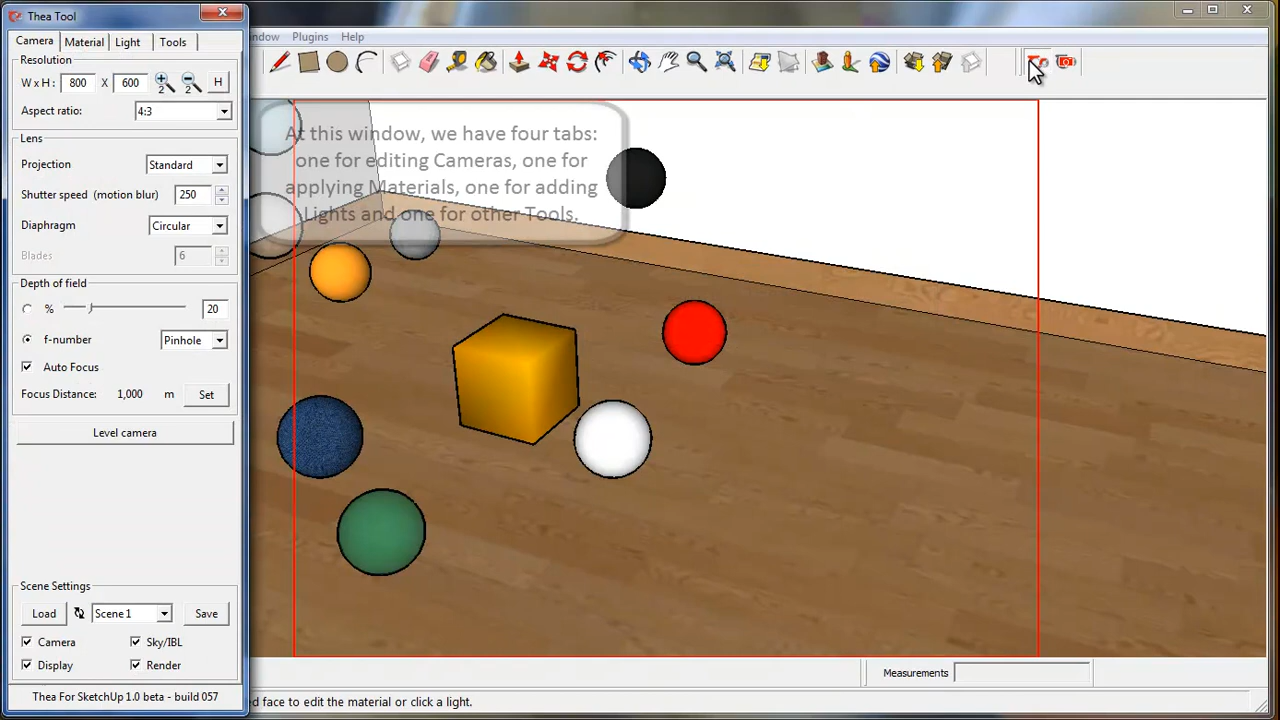 Thea Tool
Camera Material Light Tools
ndow Plugins Help
Resolution
W x H : 800 X 600 2 2 H
Aspect ratio: 4:3
Lens
Projection Standard
Shutter speed (motion blur) 250
Diaphragm Circular
Blades 6
Depth of field
% 20
f-number Pinhole
Auto Focus
Focus Distance: 1,000 m Set
Level camera
At this window, we have four tabs:
one for editing Cameras, one for
applying Materials, one for adding
Lights and one for other Tools.
Scene Settings
Load Scene 1 Save
Camera Sky/IBL
Display Render
Thea For SketchUp 1.0 beta - build 057
Measurements
ed face to edit the material or click a light.